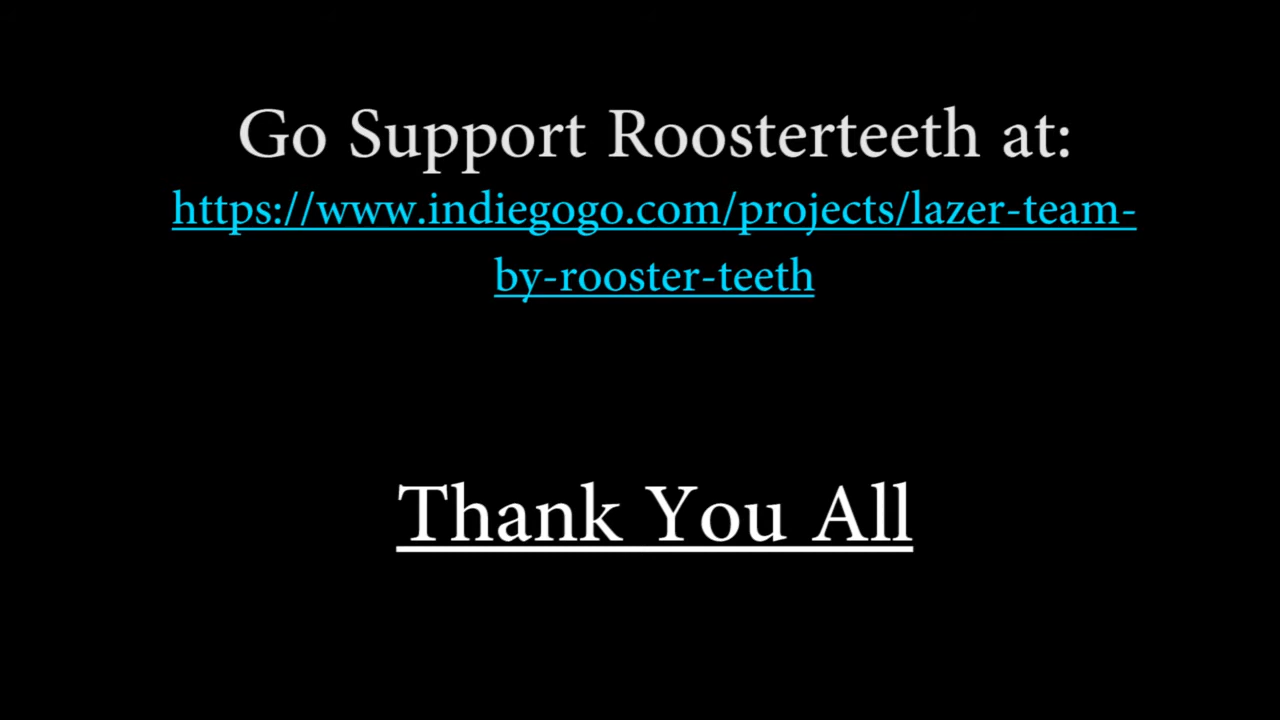 Go Support Roosterteeth at:
https://www.indiegogo.com/projects/lazer-team-
by-rooster-teeth
Thank You All